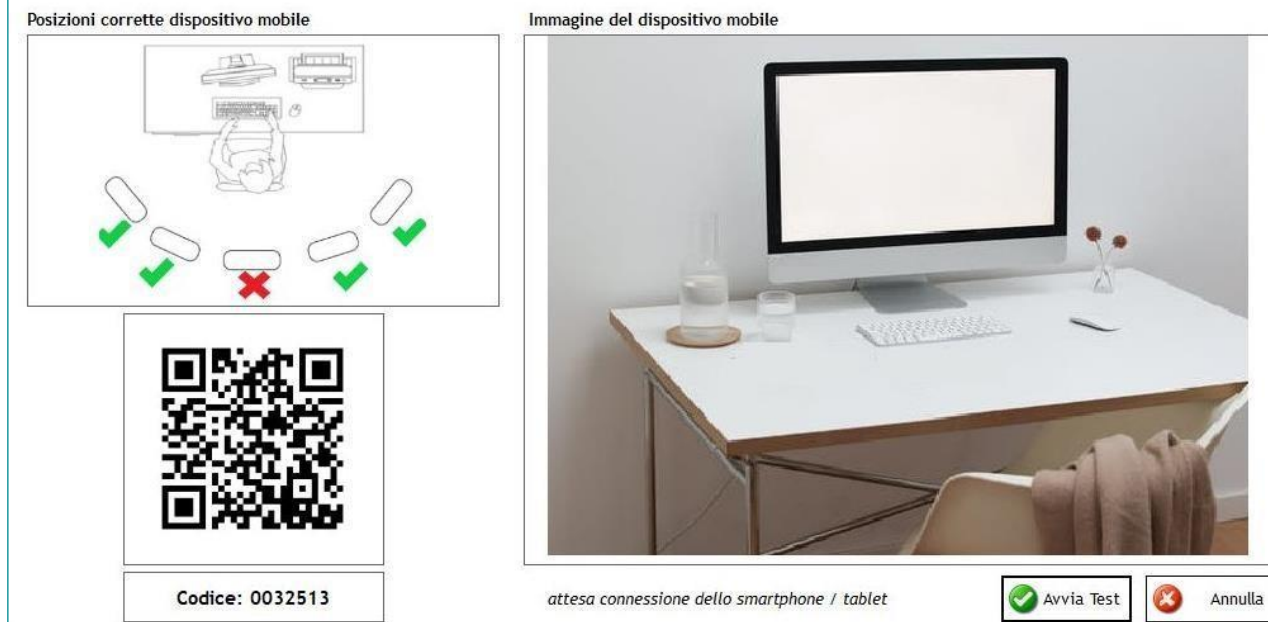 Posizioni corrette dispositivo mobile
Immagine del dispositivo mobile
Codice: 0032513
attesa connessione dello smartphone / tablet
Avvia Test
Annulla